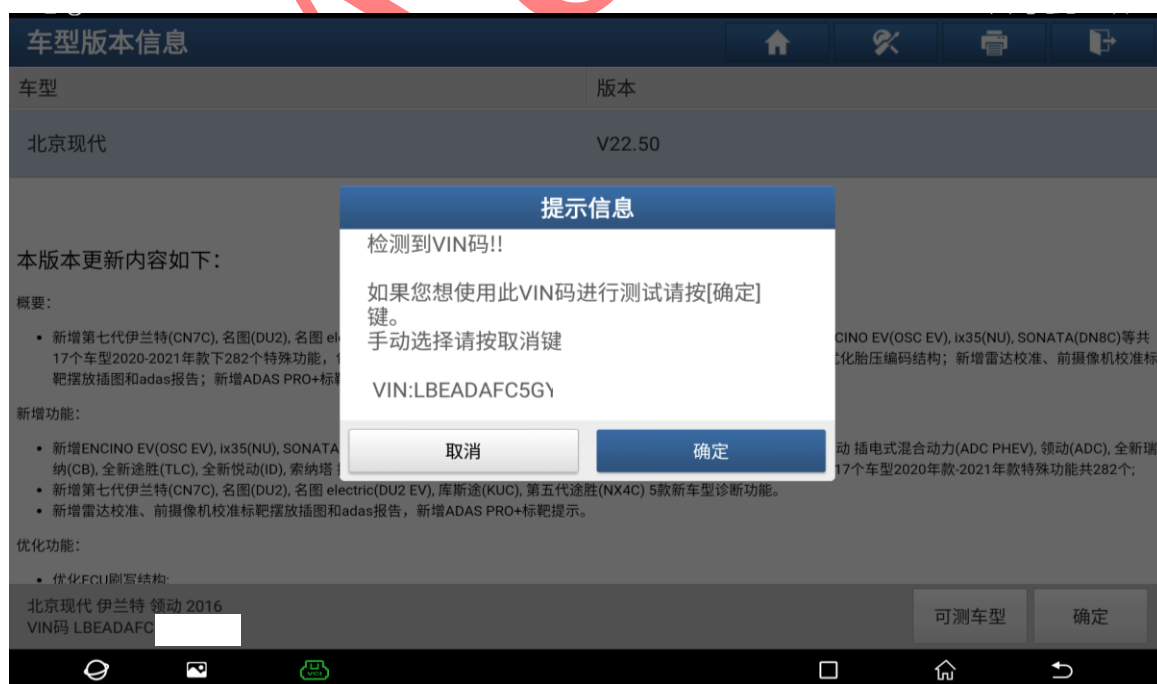 车型版本信息
车型 版本
北京现代 V22.50
提示信息
检测到VIN码!!
如果您想使用此VIN码进行测试请按[确定]
键。
手动选择请按取消键
VIN:LBEADAFC5GY
取消 确定
本版本更新内容如下：
概要：
• 新增第七代伊兰特(CN7C), 名图(DU2), 名图 el CINO EV(OSC EV), ix35(NU), SONATA(DN8C)等共
17个车型2020-2021年款下282个特殊功能， 化胎压编码结构；新增雷达校准、前摄像机校准标
靶摆放插图和adas报告；新增ADAS PRO+标
新增功能：
• 新增ENCINO EV(OSC EV), ix35(NU), SONATA 动 插电式混合动力(ADC PHEV), 领动(ADC), 全新瑞
纳(CB), 全新途胜(TLC), 全新悦动(ID), 索纳塔 17个车型2020年款-2021年款特殊功能共282个;
• 新增第七代伊兰特(CN7C), 名图(DU2), 名图 electric(DU2 EV), 库斯途(KUC), 第五代途胜(NX4C) 5款新车型诊断功能。
• 新增雷达校准、前摄像机校准标靶摆放插图和adas报告，新增ADAS PRO+标靶提示。
优化功能：
• 优化ECU刷写结构;
北京现代 伊兰特 领动 2016
VIN码 LBEADAFC
可测车型 确定
VCI